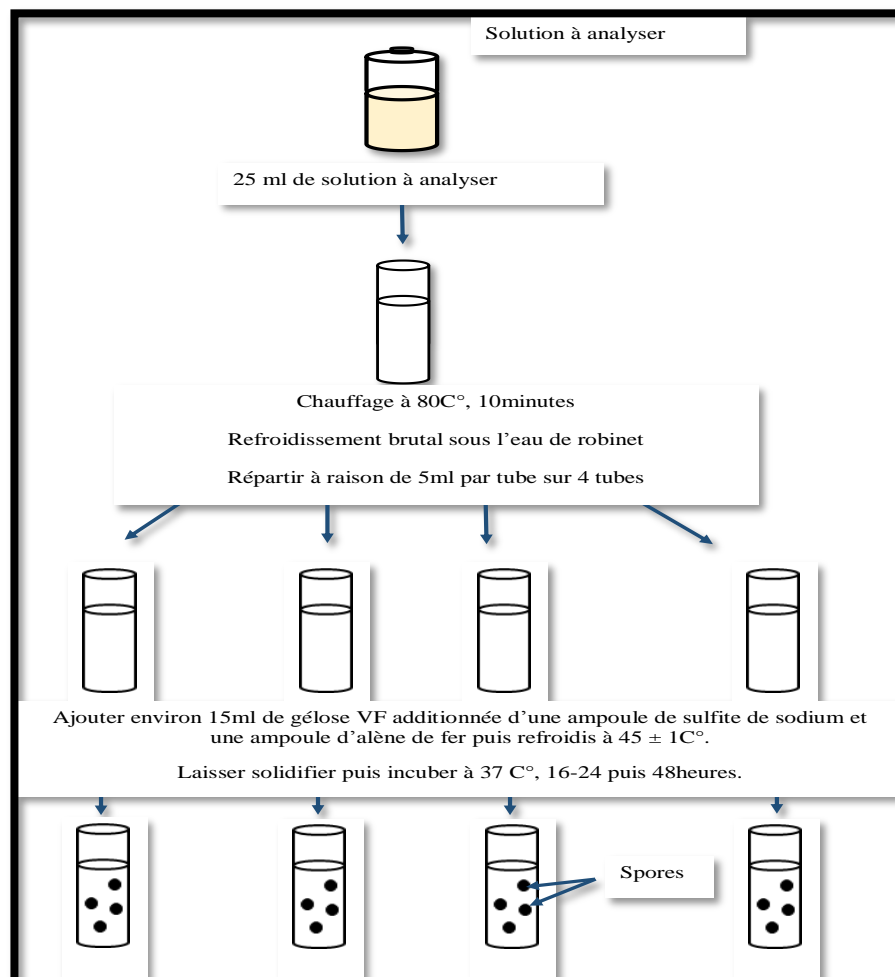 Solution à analyser
25 ml de solution à analyser
Chauffage à 80C°, 10minutes
Refroidissement brutal sous l’eau de robinet
Répartir à raison de 5ml par tube sur 4 tubes
Ajouter environ 15ml de gélose VF additionnée d’une ampoule de sulfite de sodium et
une ampoule d’alène de fer puis refroidis à 45 ± 1C°.
Laisser solidifier puis incuber à 37 C°, 16-24 puis 48heures.
Spores